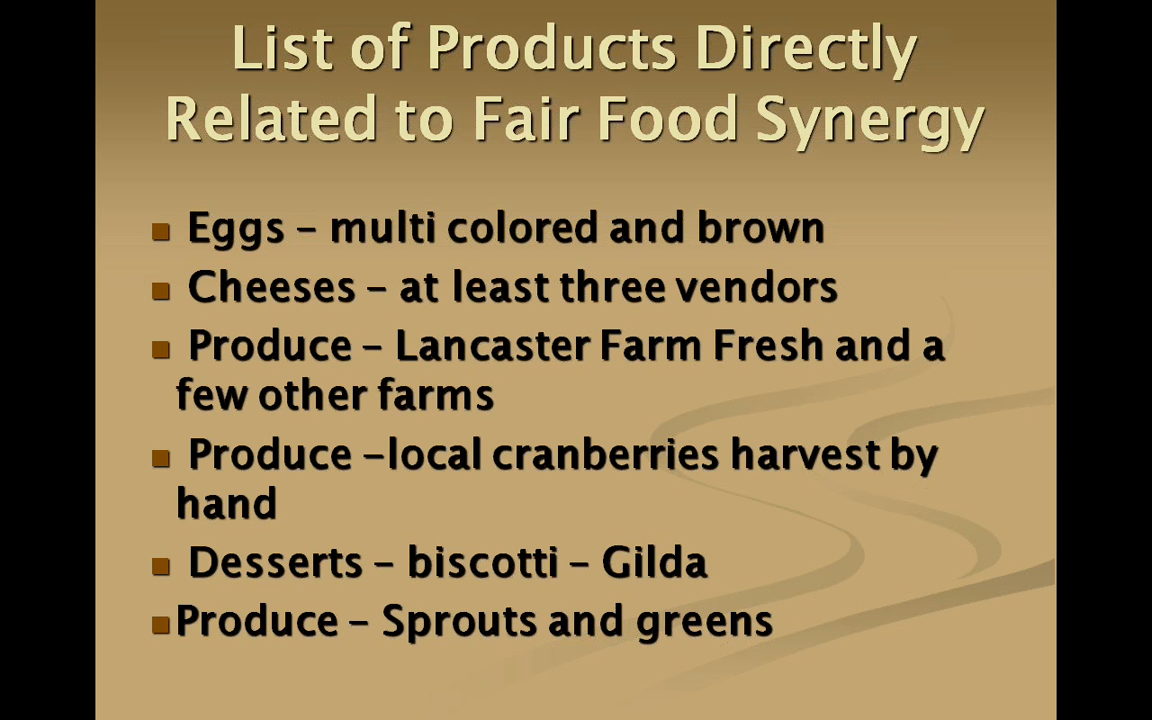 List of Products Directly
Related to Fair Food Synergy
Eggs – multi colored and brown
Cheeses – at least three vendors
Produce – Lancaster Farm Fresh and a
few other farms
Produce –local cranberries harvest by
hand
Desserts – biscotti – Gilda
Produce – Sprouts and greens